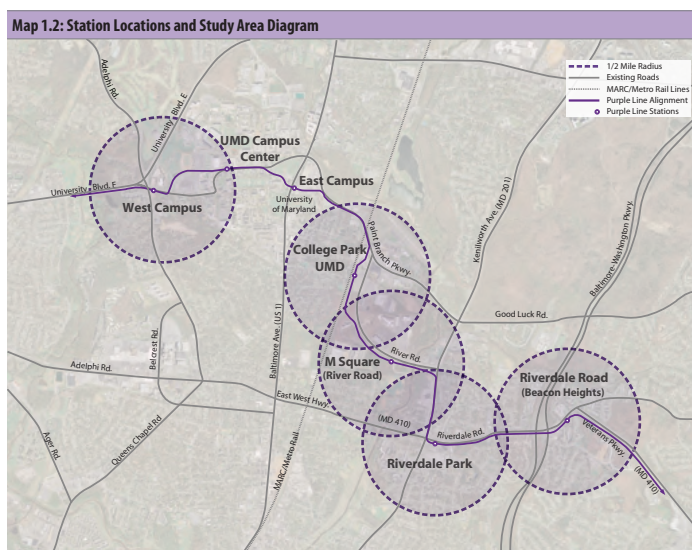 Map 1.2: Station Locations and Study Area Diagram
1/2 Mile Radius
Existing Roads
MARC/Metro Rail Lines
Purple Line Alignment
Purple Line Stations
Adelphi Rd.
University Blvd. E
UMD Campus
Center
East Campus
University Blvd. E
West Campus
University
of Maryland
Paint Branch Pkwy.
Kenilworth Ave. (MD 201)
Baltimore-Washington Pkwy.
College Park
UMD
Good Luck Rd.
Baltimore Ave. (US 1)
Belcrest Rd.
River Rd.
M Square
(River Road)
Adelphi Rd.
Riverdale Road
(Beacon Heights)
East West Hwy.
(MD 410)
Riverdale Rd.
Veterans Pkwy.
(MD 410)
Ager Rd.
Queens Chapel Rd
MARC/Metro Rail
Riverdale Park